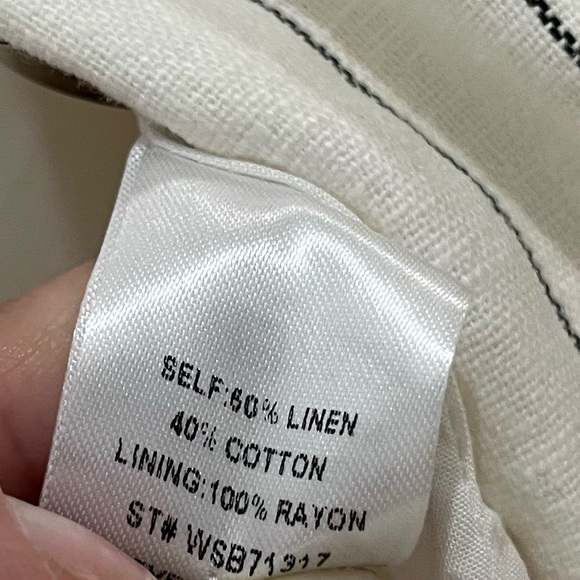 SELF:60% LINEN
40% COTTON
LINING:100% RAYON
ST# WSB71317